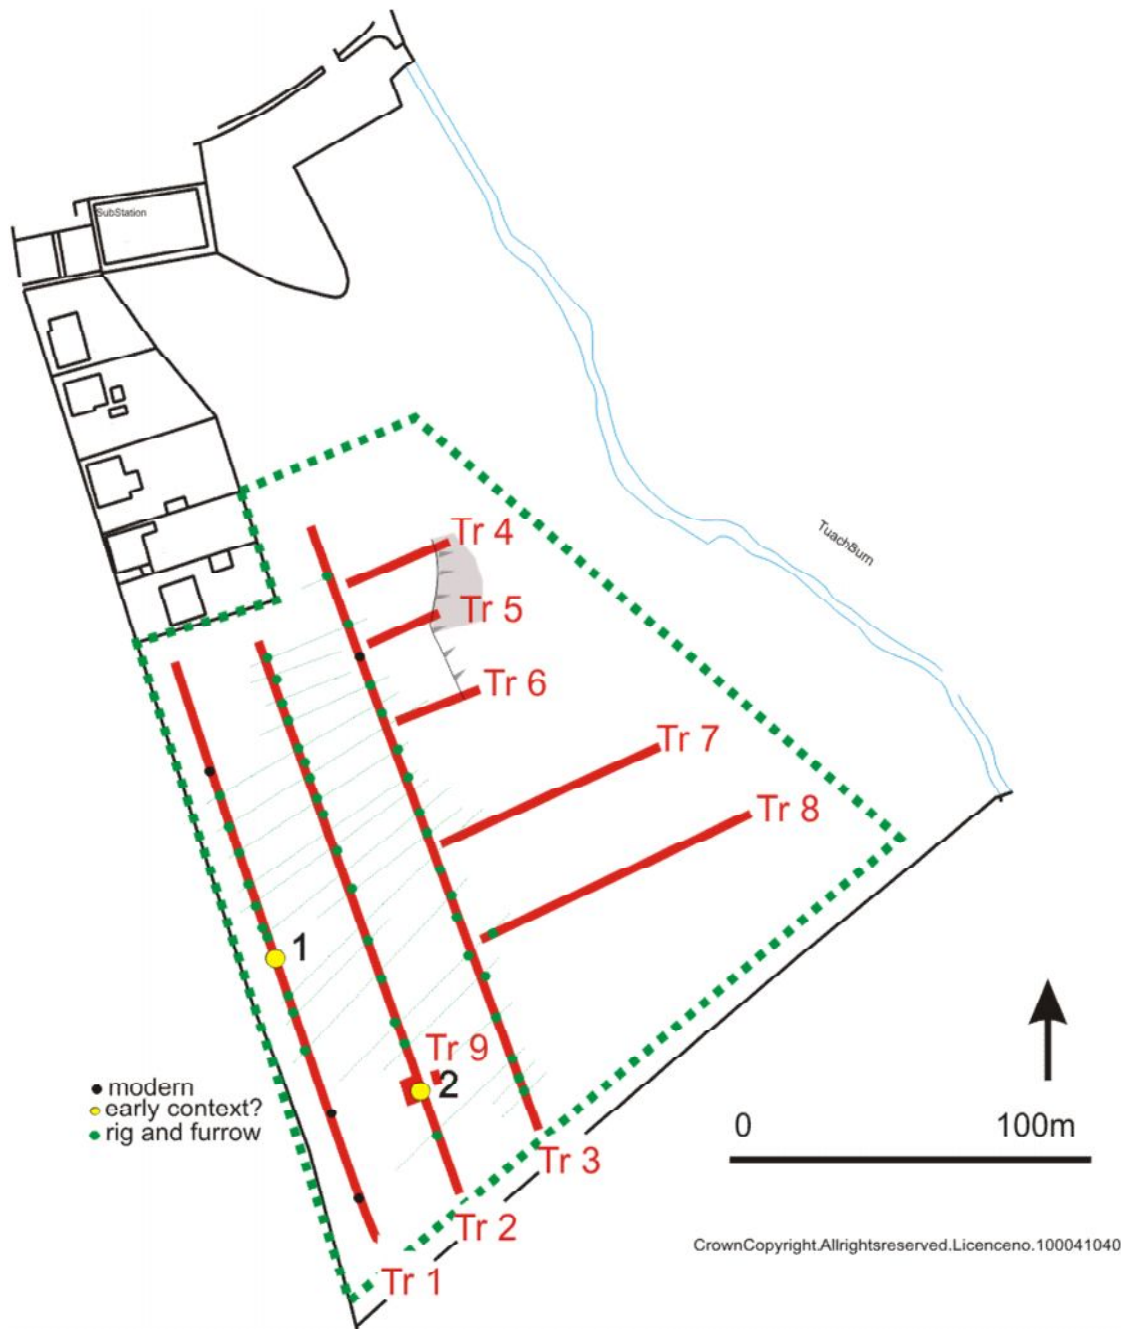 SubStation
TuachBurn
Tr 4
Tr 5
Tr 6
Tr 7
Tr 8
1
Tr 9
2
modern
early context?
rig and furrow
0 100m
Tr 3
Tr 2
Tr 1
CrownCopyright.Allrightsreserved.Licenceno.100041040